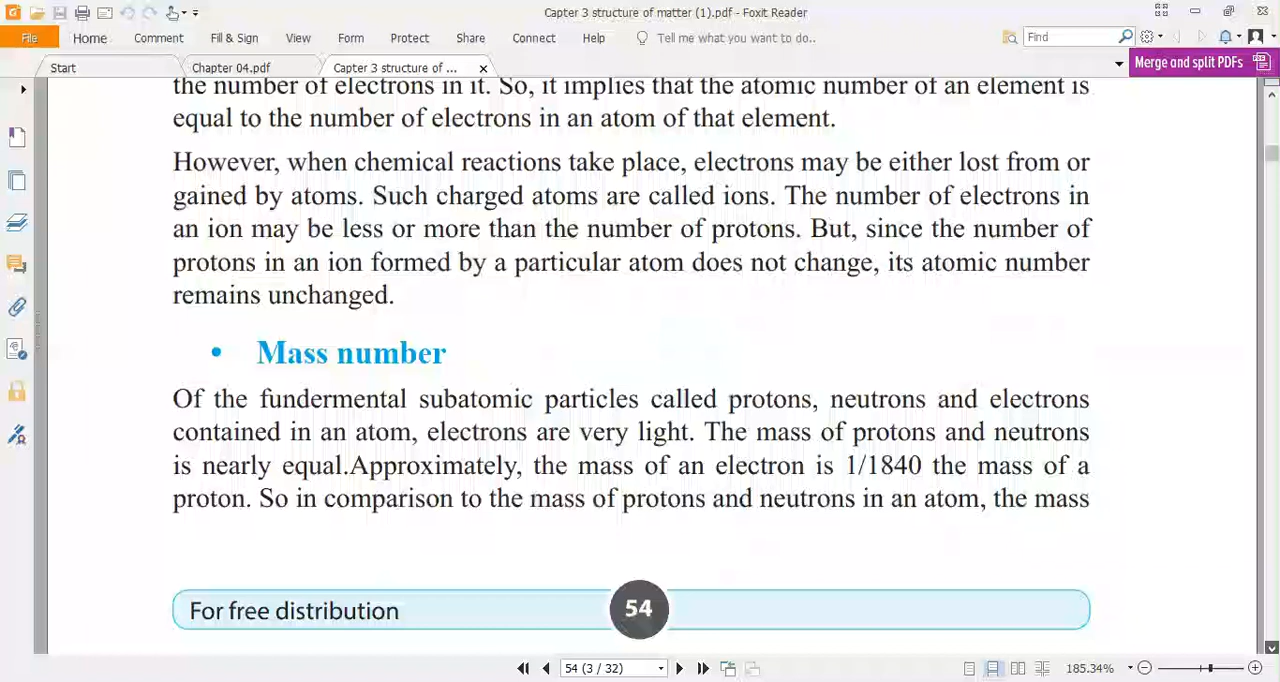 Capter 3 structure of matter (1).pdf - Foxit Reader
File Home Comment Fill & Sign View Form Protect Share Connect Help Tell me what you want to do.. Find
Start Chapter 04.pdf Capter 3 structure of ... Merge and split PDFs
the number of electrons in it. So, it implies that the atomic number of an element is
equal to the number of electrons in an atom of that element.
However, when chemical reactions take place, electrons may be either lost from or
gained by atoms. Such charged atoms are called ions. The number of electrons in
an ion may be less or more than the number of protons. But, since the number of
protons in an ion formed by a particular atom does not change, its atomic number
remains unchanged.
• Mass number
Of the fundermental subatomic particles called protons, neutrons and electrons
contained in an atom, electrons are very light. The mass of protons and neutrons
is nearly equal.Approximately, the mass of an electron is 1/1840 the mass of a
proton. So in comparison to the mass of protons and neutrons in an atom, the mass
For free distribution 54
54 (3 / 32) 185.34%